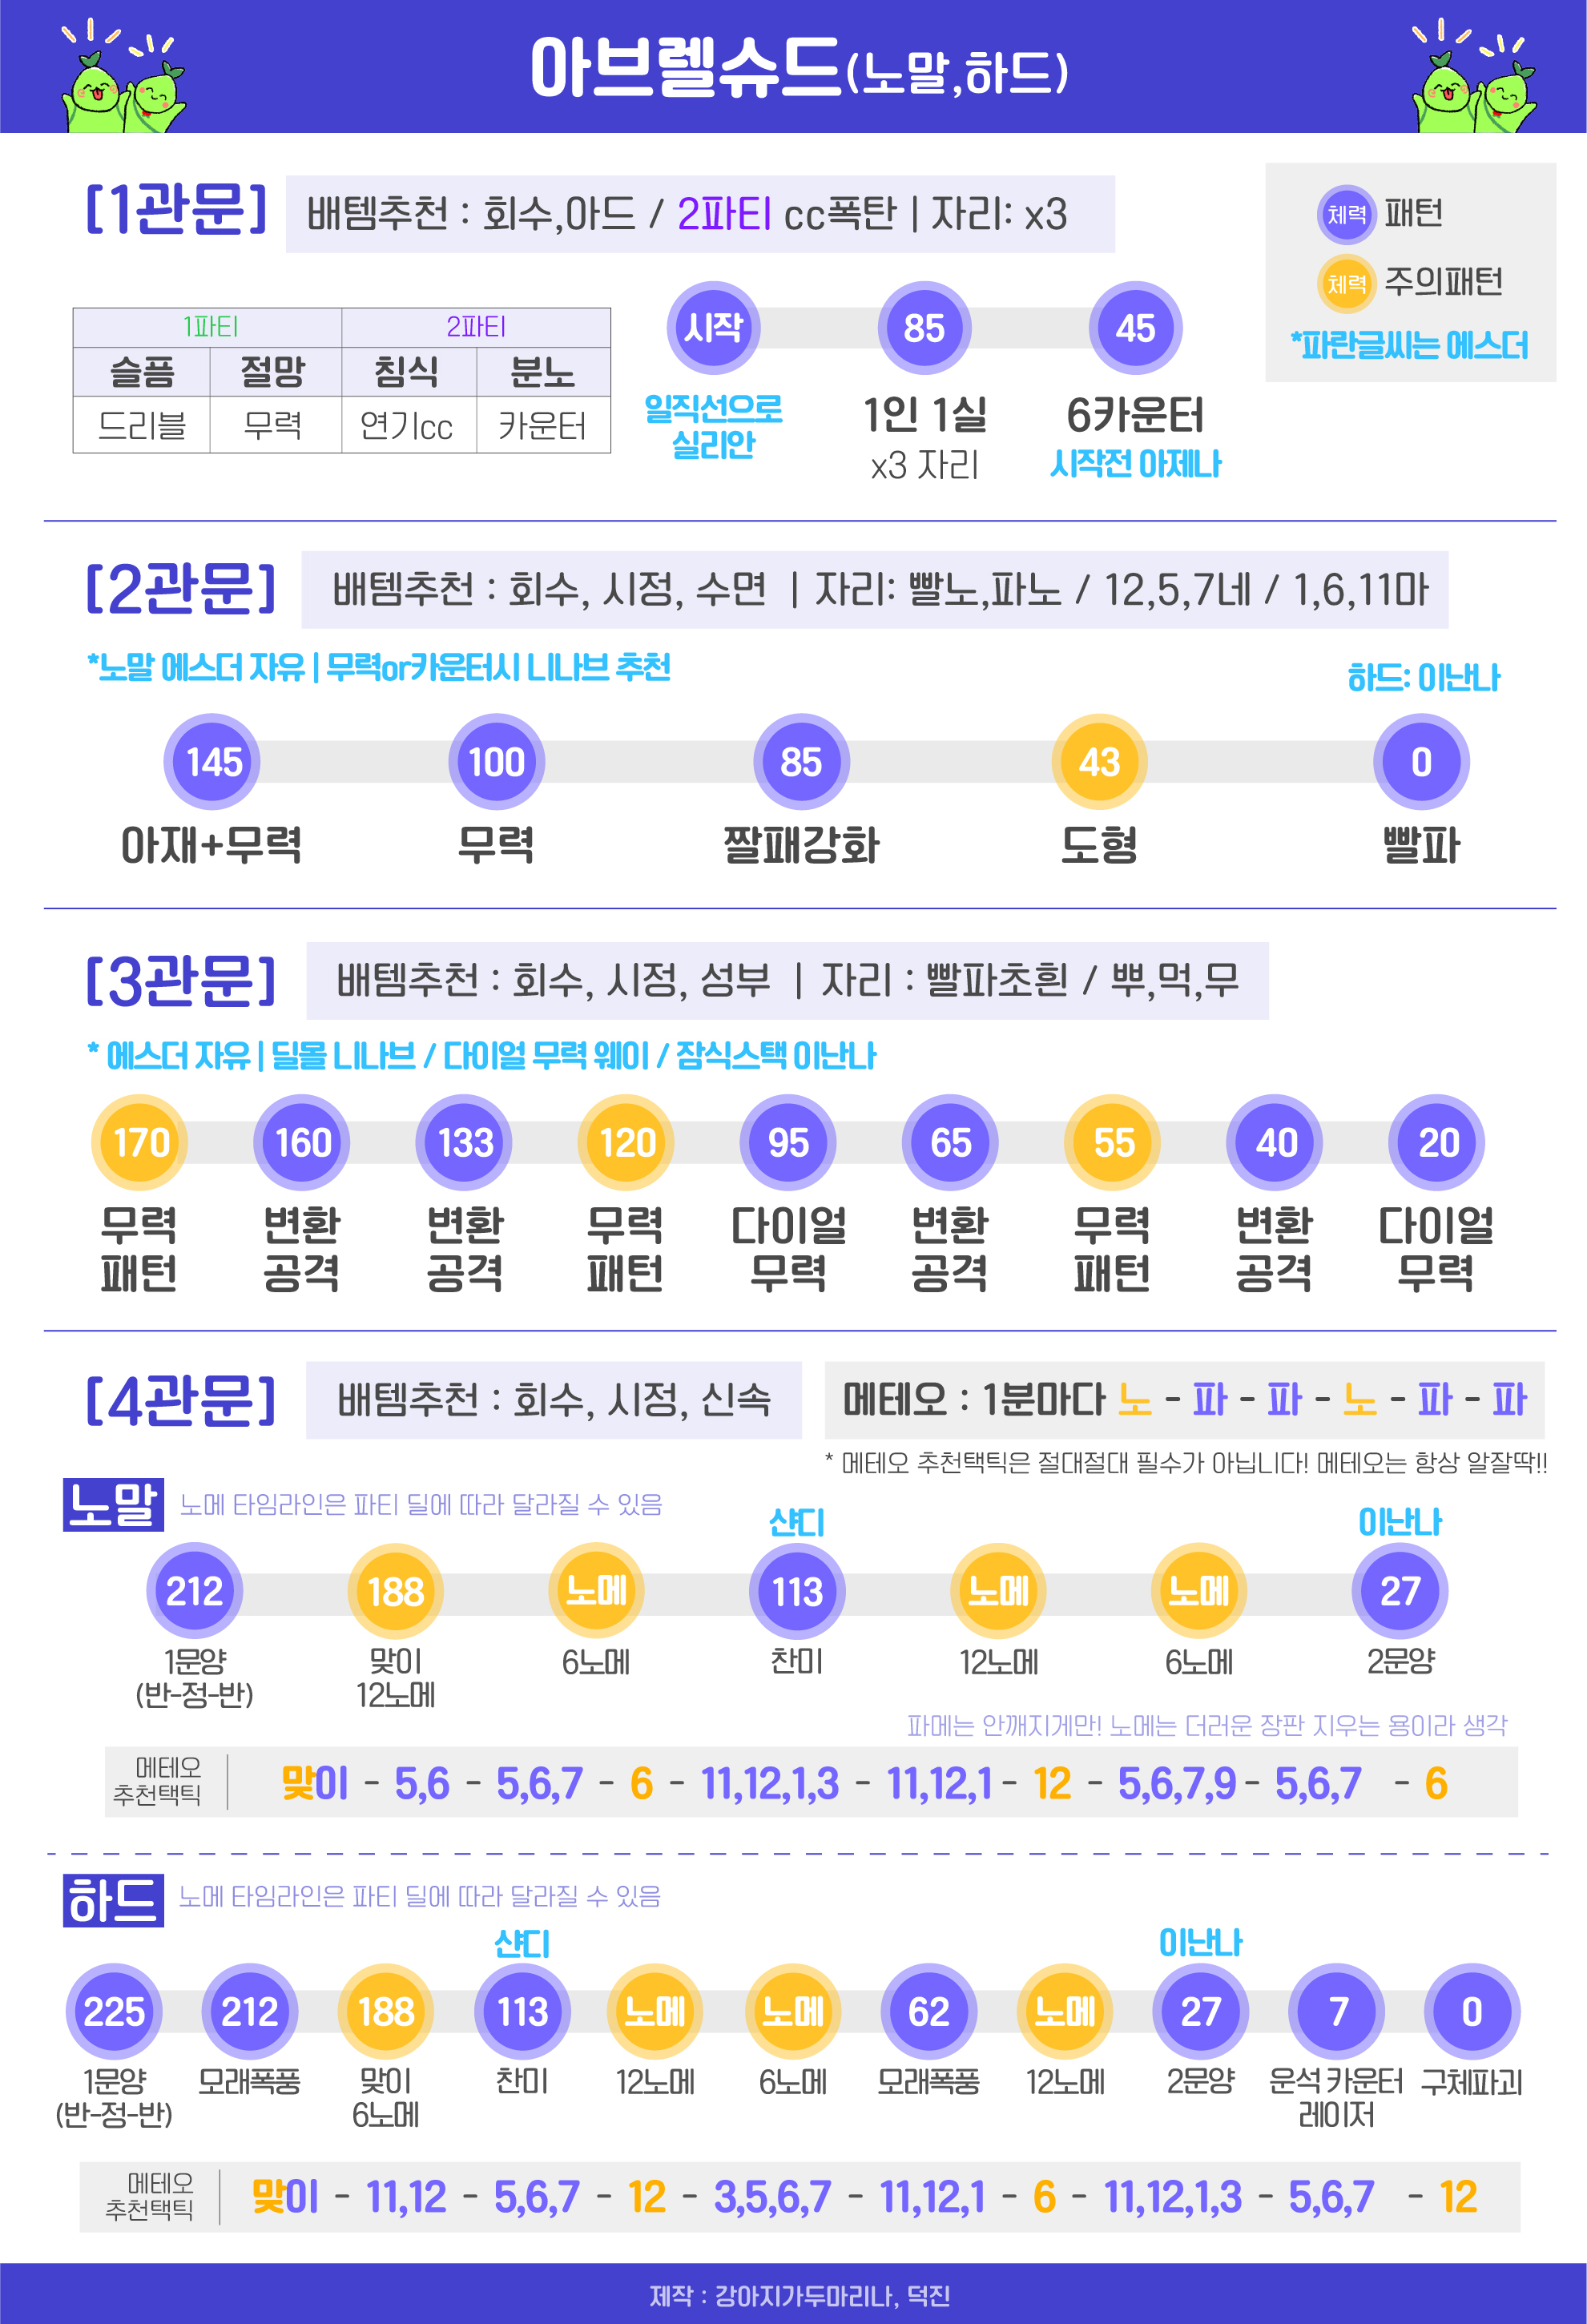 아브렐슈드(노말,하드)
[1관문]
배템추천 : 회수,아드 / 2파티 cc폭탄 | 자리: x3
체력 패턴
체력 주의패턴
*파란글씨는 에스더
1파티 2파티
슬픔 절망 침식 분노
드리블 무력 연기cc 카운터
시작 85 45
일직선으로
실리안
1인 1실
x3 자리
6카운터
시작전 아제나
[2관문]
배템추천 : 회수, 시정, 수면 | 자리: 빨노,파노 / 12,5,7네 / 1,6,11마
*노말 에스더 자유 | 무력or카운터시 니나브 추천
하드: 이난나
145 100 85 43 0
아재+무력 무력 짤패강화 도형 빨파
[3관문]
배템추천 : 회수, 시정, 성부 | 자리 : 빨파초흰 / 뿌,먹,무
* 에스더 자유 | 딜몰 니나브 / 다이얼 무력 웨이 / 잠식스택 이난나
170 160 133 120 95 65 55 40 20
무력 변환 변환 무력 다이얼 변환 무력 변환 다이얼
패턴 공격 공격 패턴 무력 공격 패턴 공격 무력
[4관문]
배템추천 : 회수, 시정, 신속
메테오 : 1분마다 노 - 파 - 파 - 노 - 파 - 파
* 메테오 추천택틱은 절대절대 필수가 아닙니다! 메테오는 항상 알잘딱!!
노말
노메 타임라인은 파티 딜에 따라 달라질 수 있음
샨디 이난나
212 188 노메 113 노메 노메 27
1문양 맞이 6노메 찬미 12노메 6노메 2문양
(반-정-반) 12노메
파메는 안깨지게만! 노메는 더러운 장판 지우는 용이라 생각
메테오
추천택틱
맞이 - 5,6 - 5,6,7 - 6 - 11,12,1,3 - 11,12,1 - 12 - 5,6,7,9 - 5,6,7 - 6
하드
노메 타임라인은 파티 딜에 따라 달라질 수 있음
샨디 이난나
225 212 188 113 노메 노메 62 노메 27 7 0
1문양 모래폭풍 맞이 찬미 12노메 6노메 모래폭풍 12노메 2문양 운석 카운터 구체파괴
(반-정-반) 6노메 레이저
메테오
추천택틱
맞이 - 11,12 - 5,6,7 - 12 - 3,5,6,7 - 11,12,1 - 6 - 11,12,1,3 - 5,6,7 - 12
제작 : 강아지가두마리나, 덕진